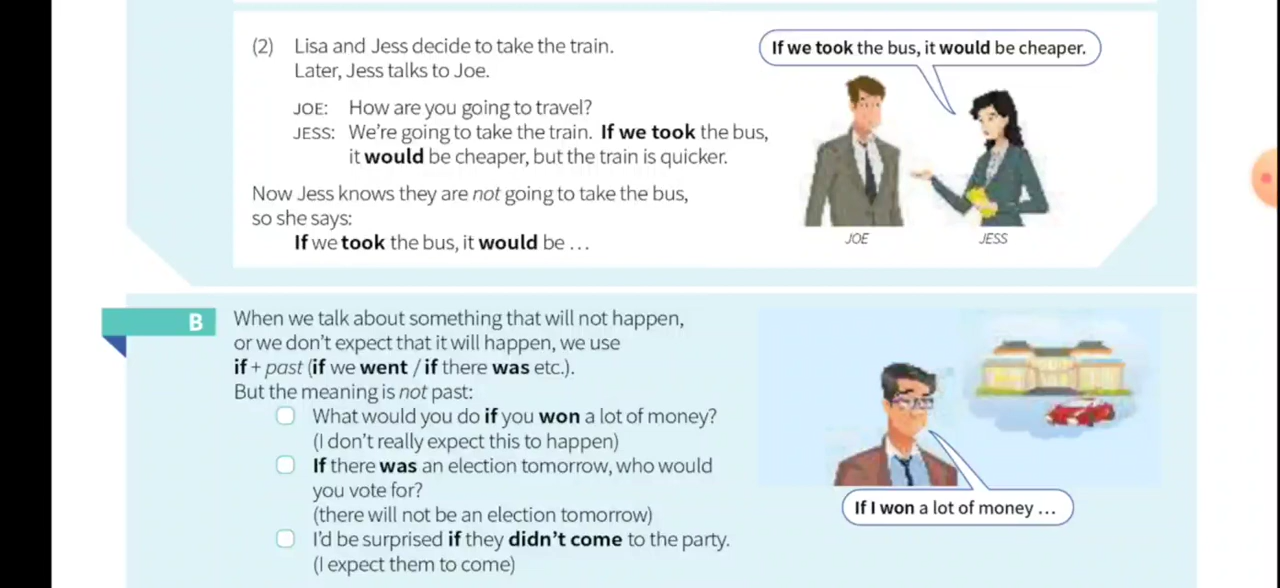 (2) Lisa and Jess decide to take the train.
Later, Jess talks to Joe.
If we took the bus, it would be cheaper.
JOE: How are you going to travel?
JESS: We're going to take the train. If we took the bus,
it would be cheaper, but the train is quicker.
Now Jess knows they are not going to take the bus,
so she says:
If we took the bus, it would be …
JOE
JESS
B
When we talk about something that will not happen,
or we don't expect that it will happen, we use
if + past (if we went / if there was etc.).
But the meaning is not past:
What would you do if you won a lot of money?
(I don't really expect this to happen)
If there was an election tomorrow, who would
you vote for?
(there will not be an election tomorrow)
I'd be surprised if they didn't come to the party.
(I expect them to come)
If I won a lot of money …